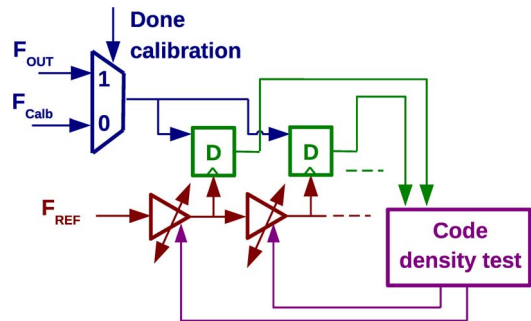 Done
calibration
F_OUT
1
F_Calb
0
D
D
F_REF
Code
density test